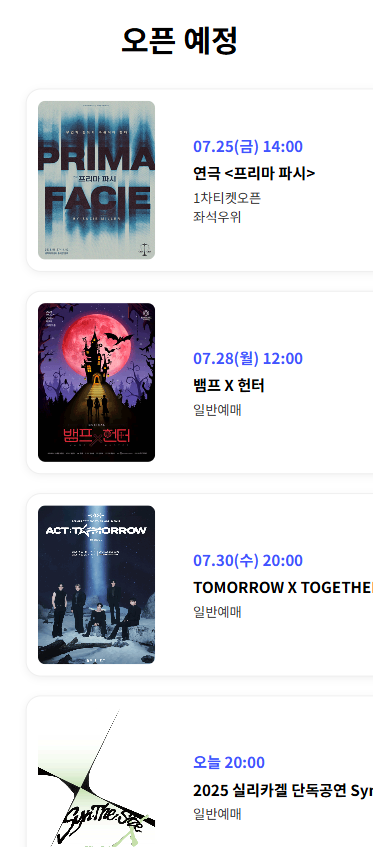 오픈 예정
PRIMA
프리마 파시
FACIE
BY SUZIE MILLER
07.25(금) 14:00
연극 <프리마 파시>
1차티켓오픈
좌석우위
뱀프X헌터
07.28(월) 12:00
뱀프 X 헌터
일반예매
ACT:TOMORROW
07.30(수) 20:00
TOMORROW X TOGETHE
일반예매
SynTheSize
오늘 20:00
2025 실리카겔 단독공연 Syn
일반예매